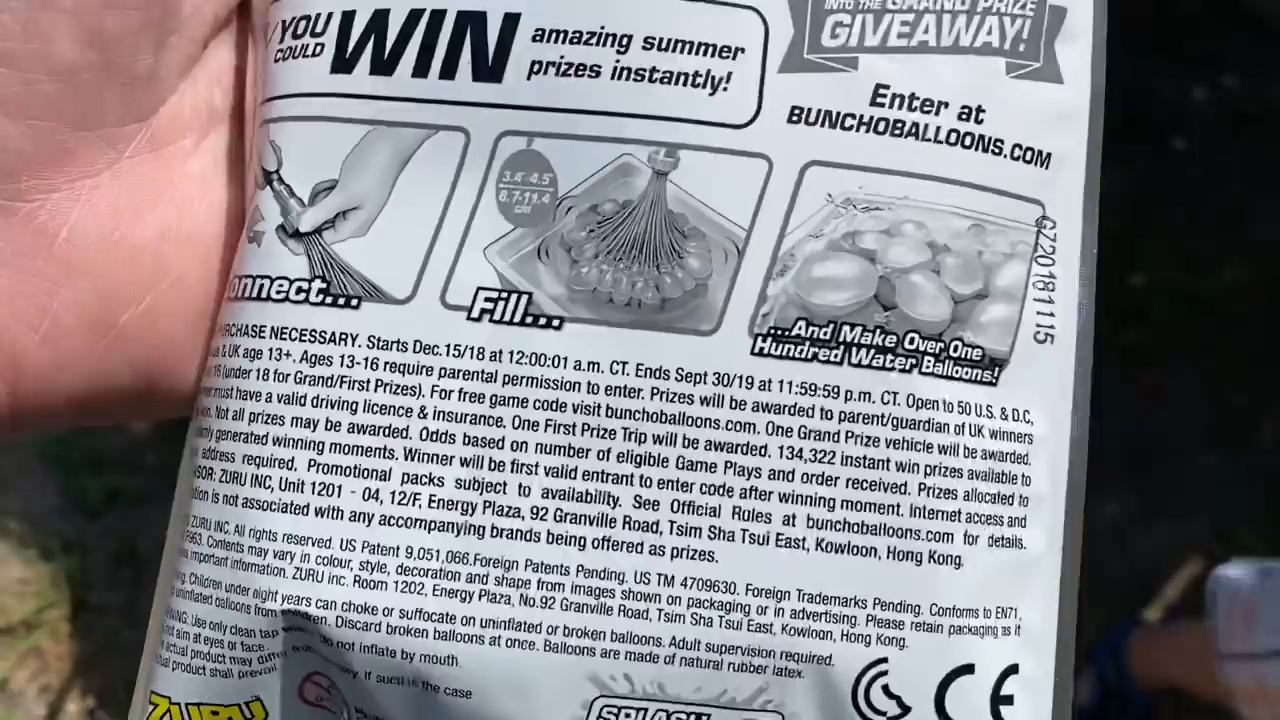 YOU
COULD
WIN
amazing summer
prizes instantly!
INTO THE GRAND PRIZE
GIVEAWAY!
Enter at
BUNCHOBALLOONS.COM
3.4"-4.5"
8.7-11.4
cm
onnect...
Fill...
...And Make Over One
Hundred Water Balloons!
GZ20181115
RCHASE NECESSARY. Starts Dec.15/18 at 12:00:01 a.m. CT. Ends Sept 30/19 at 11:59:59 p.m. CT. Open to 50 U.S. & D.C,
& UK age 13+. Ages 13-16 require parental permission to enter. Prizes will be awarded to parent/guardian of UK winners
16 (under 18 for Grand/First Prizes). For free game code visit bunchoballoons.com. One Grand Prize vehicle will be awarded.
must have a valid driving licence & insurance. One First Prize Trip will be awarded. 134,322 instant win prizes available to
Not all prizes may be awarded. Odds based on number of eligible Game Plays and order received. Prizes allocated to
generated winning moments. Winner will be first valid entrant to enter code after winning moment. Internet access and
address required, Promotional packs subject to availability. See Official Rules at bunchoballoons.com for details.
SOR: ZURU INC, Unit 1201 - 04, 12/F, Energy Plaza, 92 Granville Road, Tsim Sha Tsui East, Kowloon, Hong Kong.
tion is not associated with any accompanying brands being offered as prizes.
ZURU INC. All rights reserved. US Patent 9,051,066.Foreign Patents Pending. US TM 4709630. Foreign Trademarks Pending. Conforms to EN71,
F963. Contents may vary in colour, style, decoration and shape from images shown on packaging or in advertising. Please retain packaging as it
important information. ZURU inc. Room 1202, Energy Plaza, No.92 Granville Road, Tsim Sha Tsui East, Kowloon, Hong Kong.
Children under eight years can choke or suffocate on uninflated or broken balloons. Adult supervision required.
uninflated balloons from children. Discard broken balloons at once. Balloons are made of natural rubber latex.
NING: Use only clean tap do not inflate by mouth
not aim at eyes or face.
actual product may differ If such is the case
product shall prevail
ZURU
SPLASH
CE